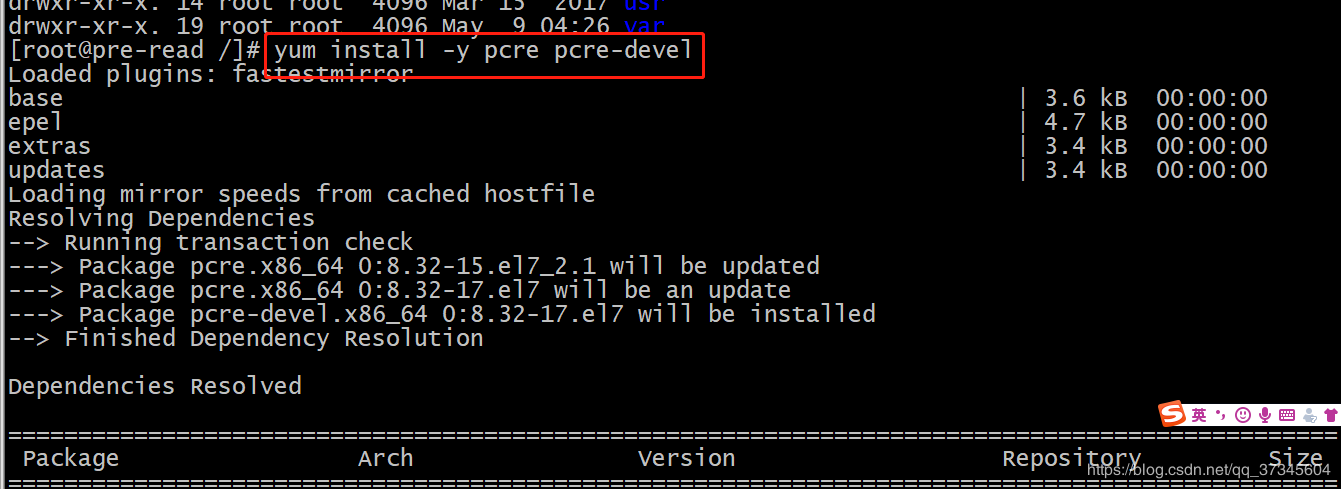 drwxr-xr-x. 14 root root 4096 Mar 15 2017 usr
drwxr-xr-x. 19 root root 4096 May 9 04:26 var
[root@pre-read /]# yum install -y pcre pcre-devel
Loaded plugins: fastestmirror
base | 3.6 kB 00:00:00
epel | 4.7 kB 00:00:00
extras | 3.4 kB 00:00:00
updates | 3.4 kB 00:00:00
Loading mirror speeds from cached hostfile
Resolving Dependencies
--> Running transaction check
---> Package pcre.x86_64 0:8.32-15.el7_2.1 will be updated
---> Package pcre.x86_64 0:8.32-17.el7 will be an update
---> Package pcre-devel.x86_64 0:8.32-17.el7 will be installed
--> Finished Dependency Resolution
Dependencies Resolved
S 英
Package Arch Version Repository Size
https://blog.csdn.net/qq_37345604